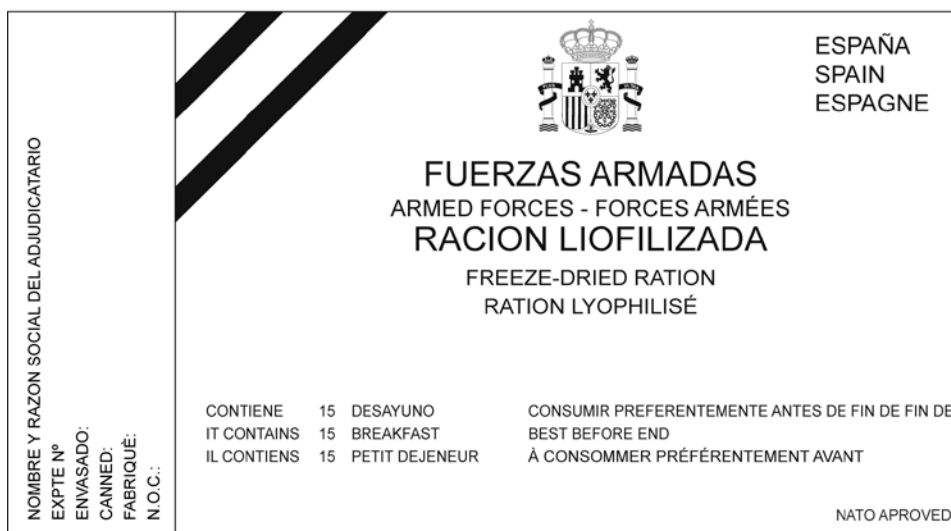 NOMBRE Y RAZON SOCIAL DEL ADJUDICATARIO
EXPTE Nº
ENVASADO:
CANNED:
FABRIQUÈ:
N.O.C.:
ESPAÑA
SPAIN
ESPAGNE
FUERZAS ARMADAS
ARMED FORCES - FORCES ARMÉES
RACION LIOFILIZADA
FREEZE-DRIED RATION
RATION LYOPHILISÉ
CONTIENE 15 DESAYUNO CONSUMIR PREFERENTEMENTE ANTES DE FIN DE FIN DE
IT CONTAINS 15 BREAKFAST BEST BEFORE END
IL CONTIENS 15 PETIT DEJENEUR À CONSOMMER PRÉFÉRENTEMENT AVANT
NATO APROVED